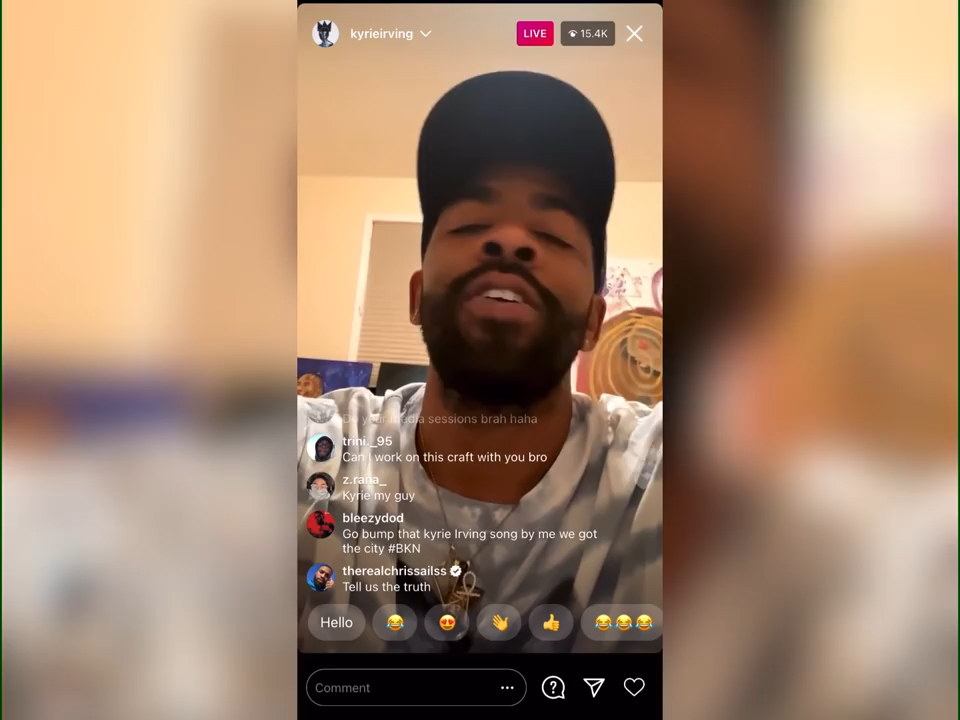 kyrieirving
LIVE
15.4K
media sessions brah haha
trini._95
Can I work on this craft with you bro
z.rana_
Kyrie my guy
bleezydod
Go bump that kyrie Irving song by me we got
the city #BKN
therealchrissailss
Tell us the truth
Hello
Comment